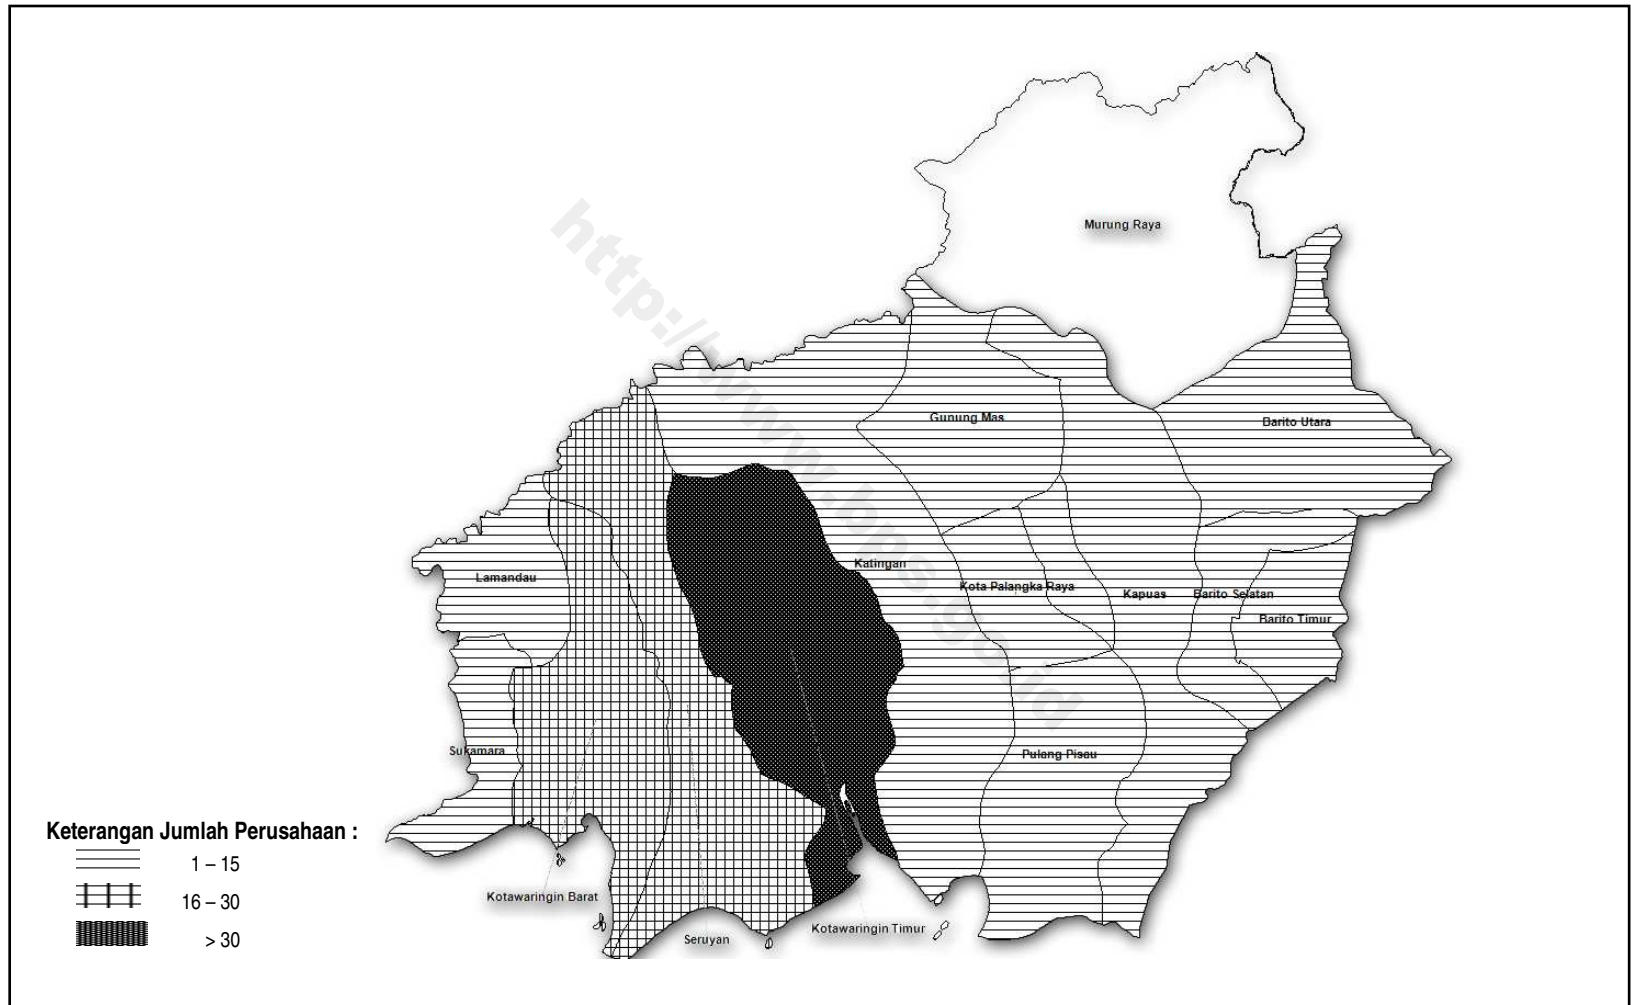 Murung Raya
Gunung Mas
Barito Utara
Katingan
Lamandau
Kota Palangka Raya
Kapuas
Barito Selatan
Barito Timur
Sukamara
Pulang Pisau
Keterangan Jumlah Perusahaan :
1 – 15
16 – 30
> 30
Kotawaringin Barat
Kotawaringin Timur
Seruyan
http://www.bps.go.id